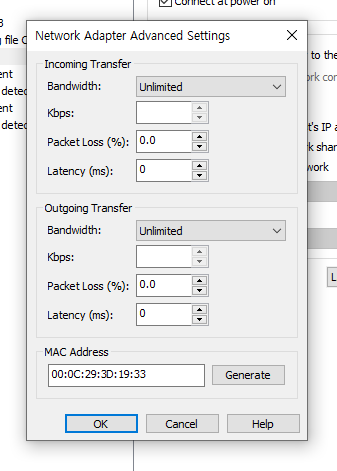 Connect at power on
3
g file C
ent
detec
ent
detec
Network Adapter Advanced Settings
to the
rk con
t's IP a
rk shar
work
L
Incoming Transfer
Bandwidth: Unlimited
Kbps:
Packet Loss (%): 0.0
Latency (ms): 0
Outgoing Transfer
Bandwidth: Unlimited
Kbps:
Packet Loss (%): 0.0
Latency (ms): 0
MAC Address
00:0C:29:3D:19:33 Generate
OK Cancel Help